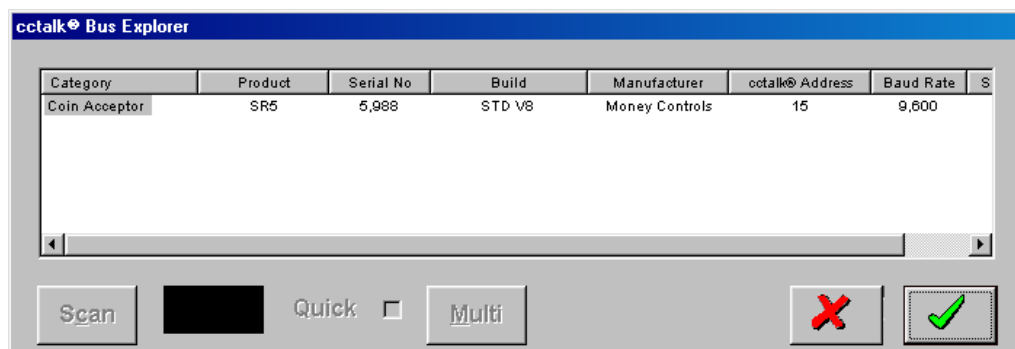 cctalk® Bus Explorer
Category Product Serial No Build Manufacturer cctalk® Address Baud Rate S
Coin Acceptor SR5 5,988 STD V8 Money Controls 15 9,600
Scan Quick Multi